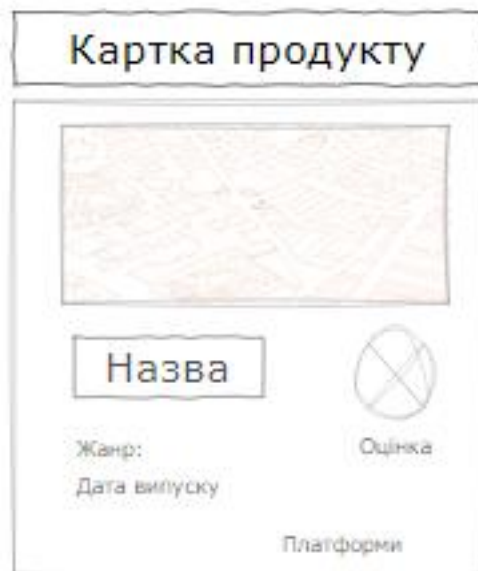 Картка продукту
Назва
Оцінка
Жанр:
Дата випуску
Платформи